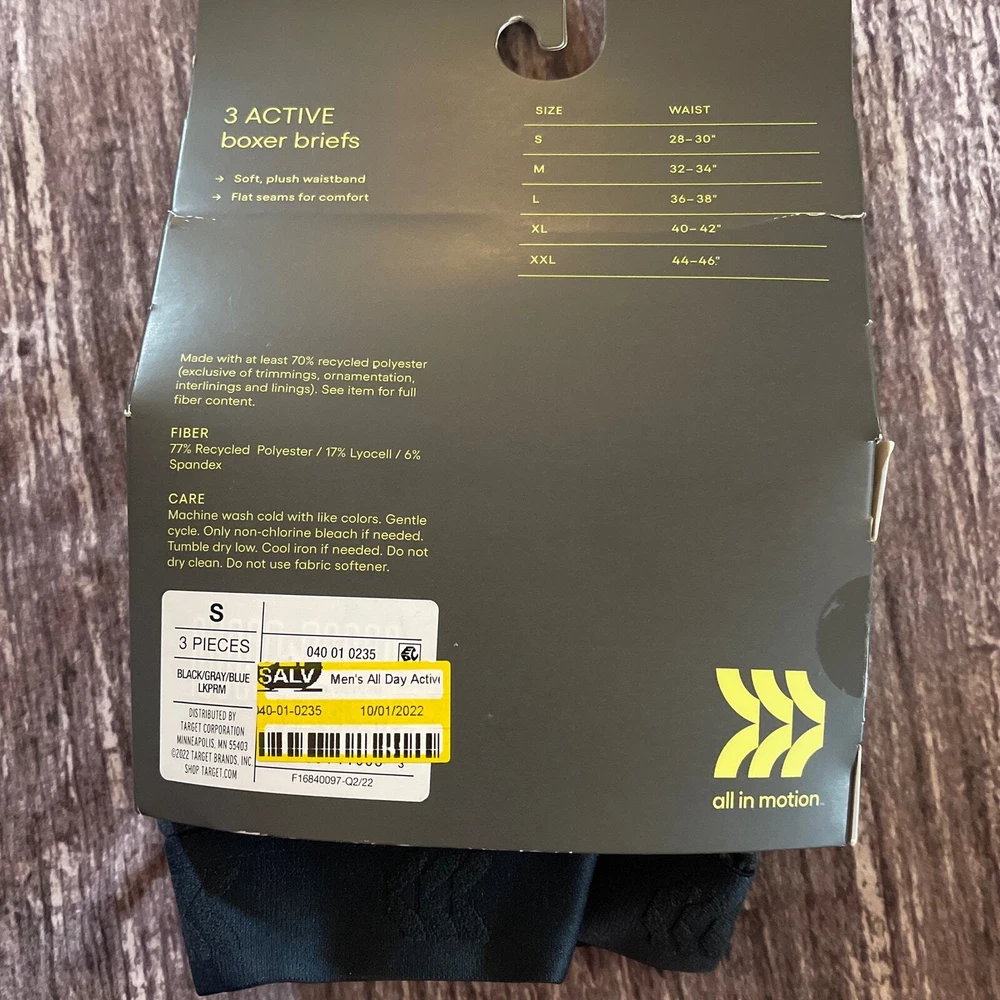 3 ACTIVE
boxer briefs
→ Soft, plush waistband
→ Flat seams for comfort
SIZE WAIST
S 28–30"
M 32–34"
L 36–38"
XL 40–42"
XXL 44–46"
Made with at least 70% recycled polyester
(exclusive of trimmings, ornamentation,
interlinings and linings). See item for full
fiber content.
FIBER
77% Recycled Polyester / 17% Lyocell / 6%
Spandex
CARE
Machine wash cold with like colors. Gentle
cycle. Only non-chlorine bleach if needed.
Tumble dry low. Cool iron if needed. Do not
dry clean. Do not use fabric softener.
S
3 PIECES
BLACK/GRAY/BLUE
LKPRM
DISTRIBUTED BY
TARGET CORPORATION
MINNEAPOLIS, MN 55403
©2022 TARGET BRANDS, INC
SHOP TARGET.COM
040 01 0235
SALV Men's All Day Activ
40-01-0235 10/01/2022
3
F16840097-Q2/22
all in motion